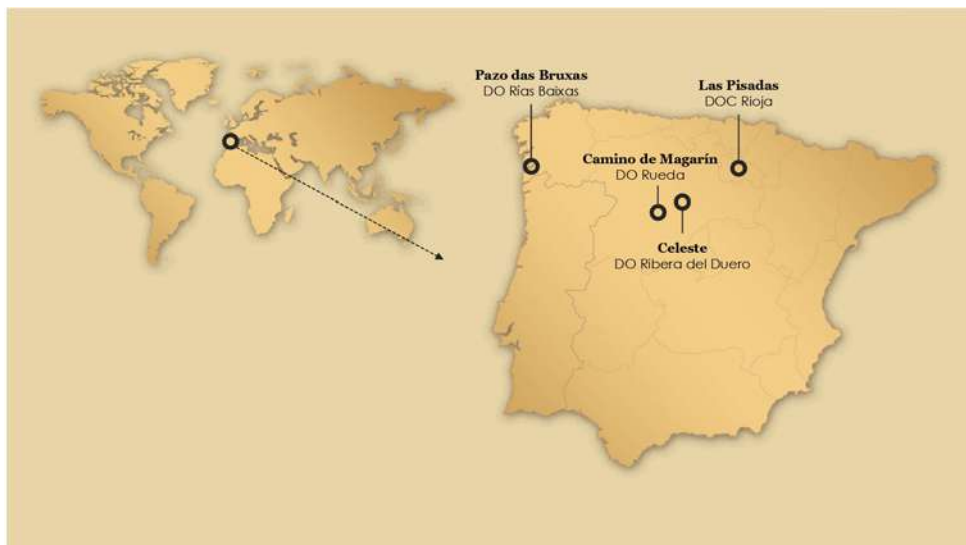 Pazo das Bruxas
DO Rías Baixas
Las Pisadas
DOC Rioja
Camino de Magarín
DO Rueda
Celeste
DO Ribera del Duero